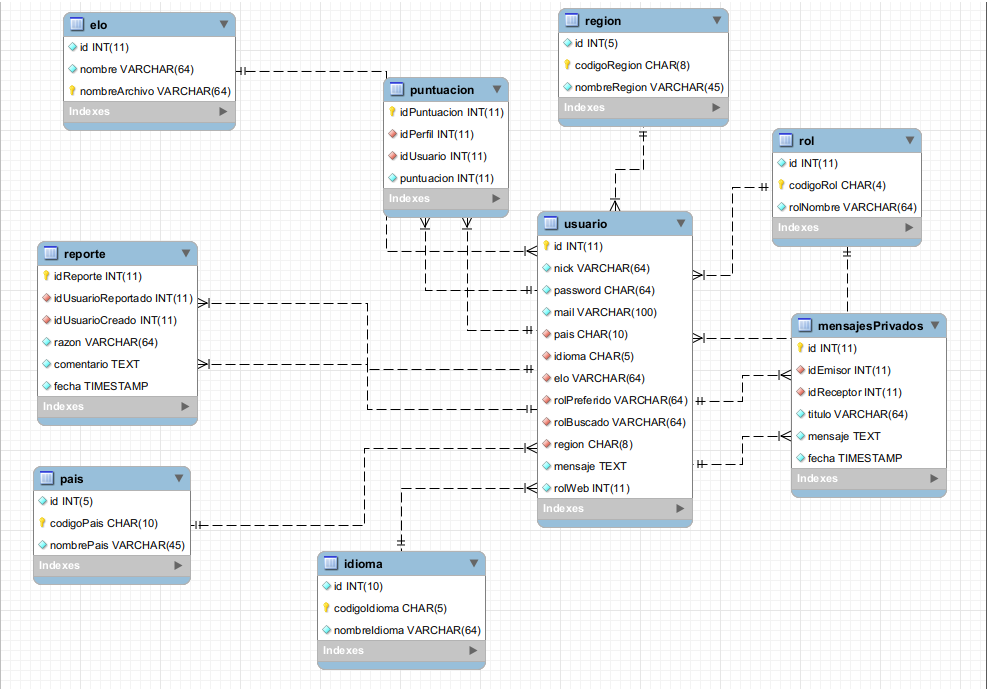 elo
id INT(11)
nombre VARCHAR(64)
nombreArchivo VARCHAR(64)
Indexes
puntuacion
idPuntuacion INT(11)
idPerfil INT(11)
idUsuario INT(11)
puntuacion INT(11)
Indexes
region
id INT(5)
codigoRegion CHAR(8)
nombreRegion VARCHAR(45)
Indexes
rol
id INT(11)
codigoRol CHAR(4)
rolNombre VARCHAR(64)
Indexes
reporte
idReporte INT(11)
idUsuarioReportado INT(11)
idUsuarioCreado INT(11)
razon VARCHAR(64)
comentario TEXT
fecha TIMESTAMP
Indexes
usuario
id INT(11)
nick VARCHAR(64)
password CHAR(64)
mail VARCHAR(100)
pais CHAR(10)
idioma CHAR(5)
elo VARCHAR(64)
rolPreferido VARCHAR(64)
rolBuscado VARCHAR(64)
region CHAR(8)
mensaje TEXT
rolWeb INT(11)
Indexes
mensajesPrivados
id INT(11)
idEmisor INT(11)
idReceptor INT(11)
titulo VARCHAR(64)
mensaje TEXT
fecha TIMESTAMP
Indexes
pais
id INT(5)
codigoPais CHAR(10)
nombrePais VARCHAR(45)
Indexes
idioma
id INT(10)
codigoIdioma CHAR(5)
nombreIdioma VARCHAR(64)
Indexes